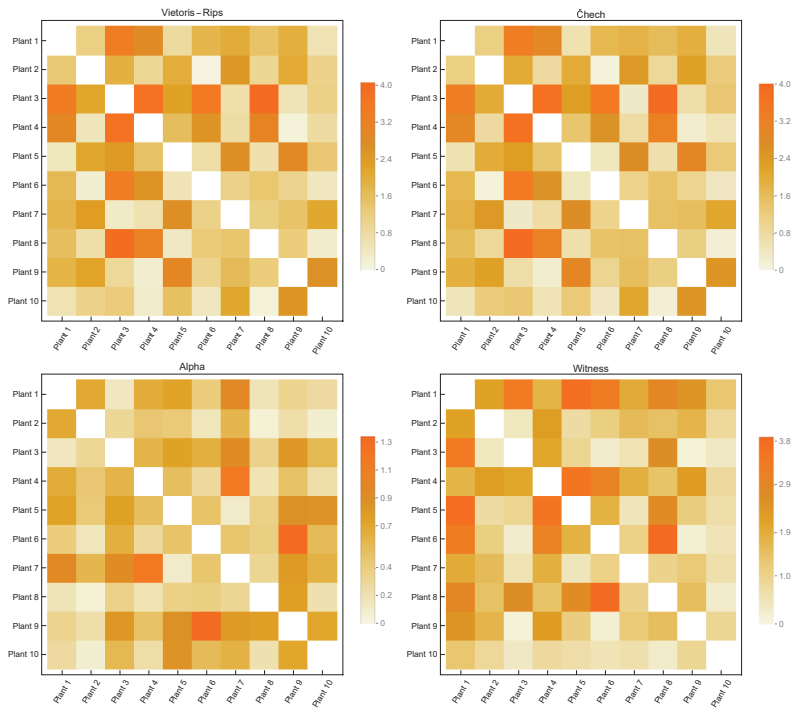 Vietoris–Rips
Plant 1
Plant 2
Plant 3
Plant 4
Plant 5
Plant 6
Plant 7
Plant 8
Plant 9
Plant 10
Plant 1 Plant 2 Plant 3 Plant 4 Plant 5 Plant 6 Plant 7 Plant 8 Plant 9 Plant 10
4.0
3.2
2.4
1.6
0.8
0
Čhech
Plant 1
Plant 2
Plant 3
Plant 4
Plant 5
Plant 6
Plant 7
Plant 8
Plant 9
Plant 10
Plant 1 Plant 2 Plant 3 Plant 4 Plant 5 Plant 6 Plant 7 Plant 8 Plant 9 Plant 10
4.0
3.2
2.4
1.6
0.8
0
Alpha
Plant 1
Plant 2
Plant 3
Plant 4
Plant 5
Plant 6
Plant 7
Plant 8
Plant 9
Plant 10
Plant 1 Plant 2 Plant 3 Plant 4 Plant 5 Plant 6 Plant 7 Plant 8 Plant 9 Plant 10
1.3
1.1
0.9
0.7
0.4
0.2
0
Witness
Plant 1
Plant 2
Plant 3
Plant 4
Plant 5
Plant 6
Plant 7
Plant 8
Plant 9
Plant 10
Plant 1 Plant 2 Plant 3 Plant 4 Plant 5 Plant 6 Plant 7 Plant 8 Plant 9 Plant 10
3.8
2.9
1.9
1.0
0